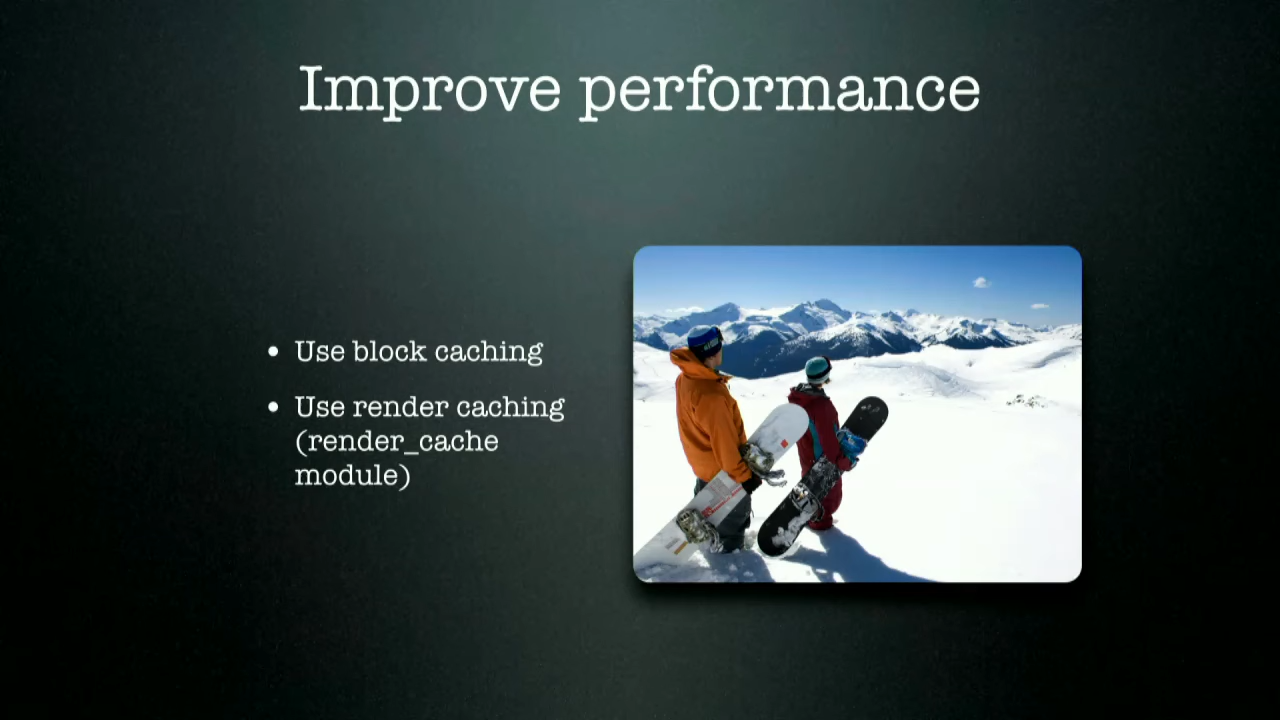 Improve performance
• Use block caching
• Use render caching
(render_cache
module)